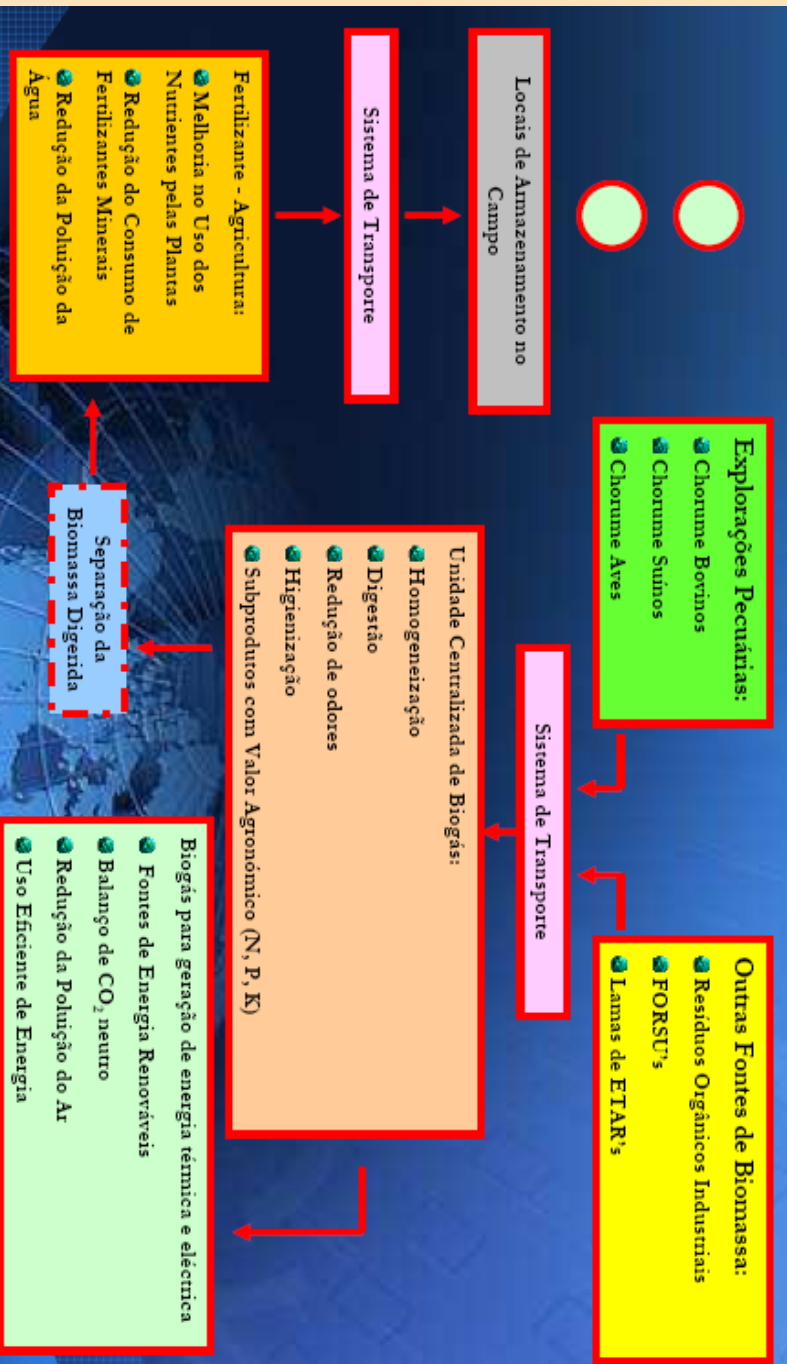 Explorações Pecuárias:
Chorume Bovinos
Chorume Suínos
Chorume Aves
Outras Fontes de Biomassa:
Resíduos Orgânicos Industriais
FORSU's
Lamas de ETAR's
Sistema de Transporte
Unidade Centralizada de Biogás:
Homogeneização
Digestão
Redução de odores
Higienização
Subprodutos com Valor Agronómico (N, P, K)
Biogás para geração de energia térmica e eléctrica
Fontes de Energia Renováveis
Balanço de CO₂ neutro
Redução da Poluição do Ar
Uso Eficiente de Energia
Separação da
Biomassa Digerida
Fertilizante - Agricultura:
Melhoria no Uso dos
Nutrientes pelas Plantas
Redução do Consumo de
Fertilizantes Minerais
Redução da Poluição da
Água
Sistema de Transporte
Locais de Armazenamento no
Campo